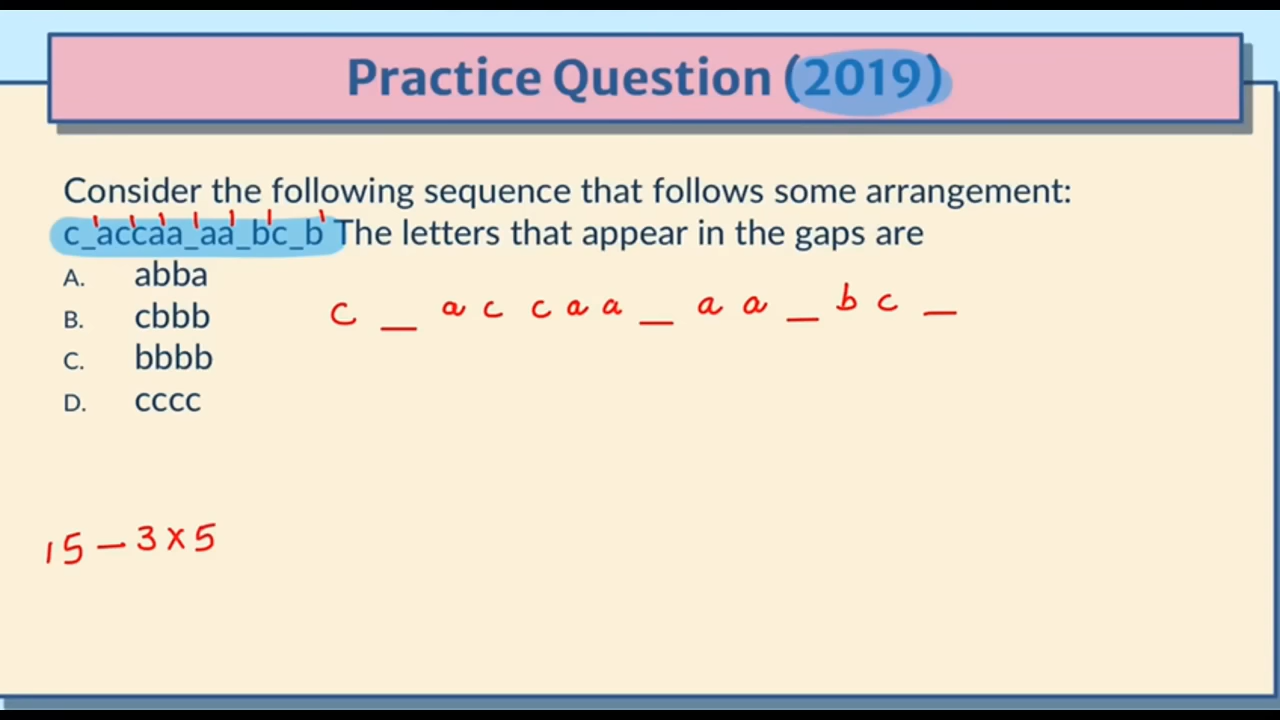 Practice Question (2019)
Consider the following sequence that follows some arrangement:
c_accaa_aa_bc_b The letters that appear in the gaps are
A. abba
B. cbbb
C. bbbb
D. cccc
c _ a c c a a _ a a _ b c _
15 – 3 x 5